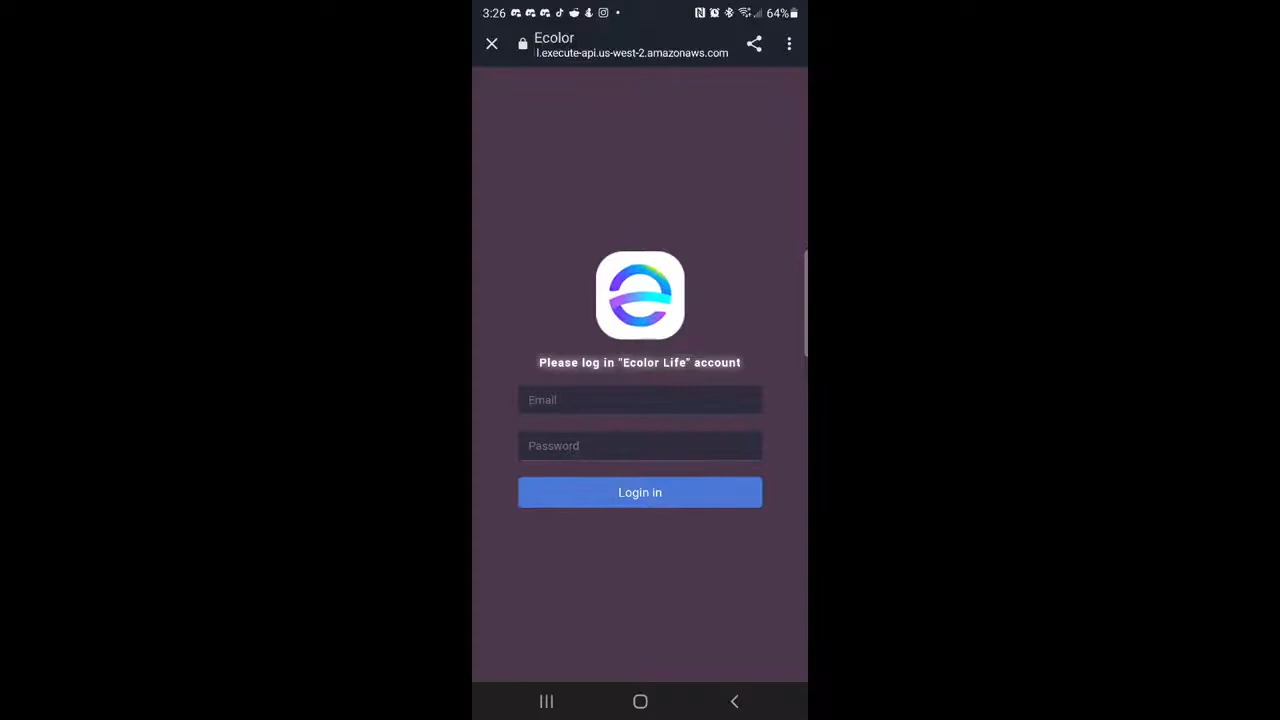 3:26
64%
Ecolor
l.execute-api.us-west-2.amazonaws.com
Please log in "Ecolor Life" account
Email
Password
Login in